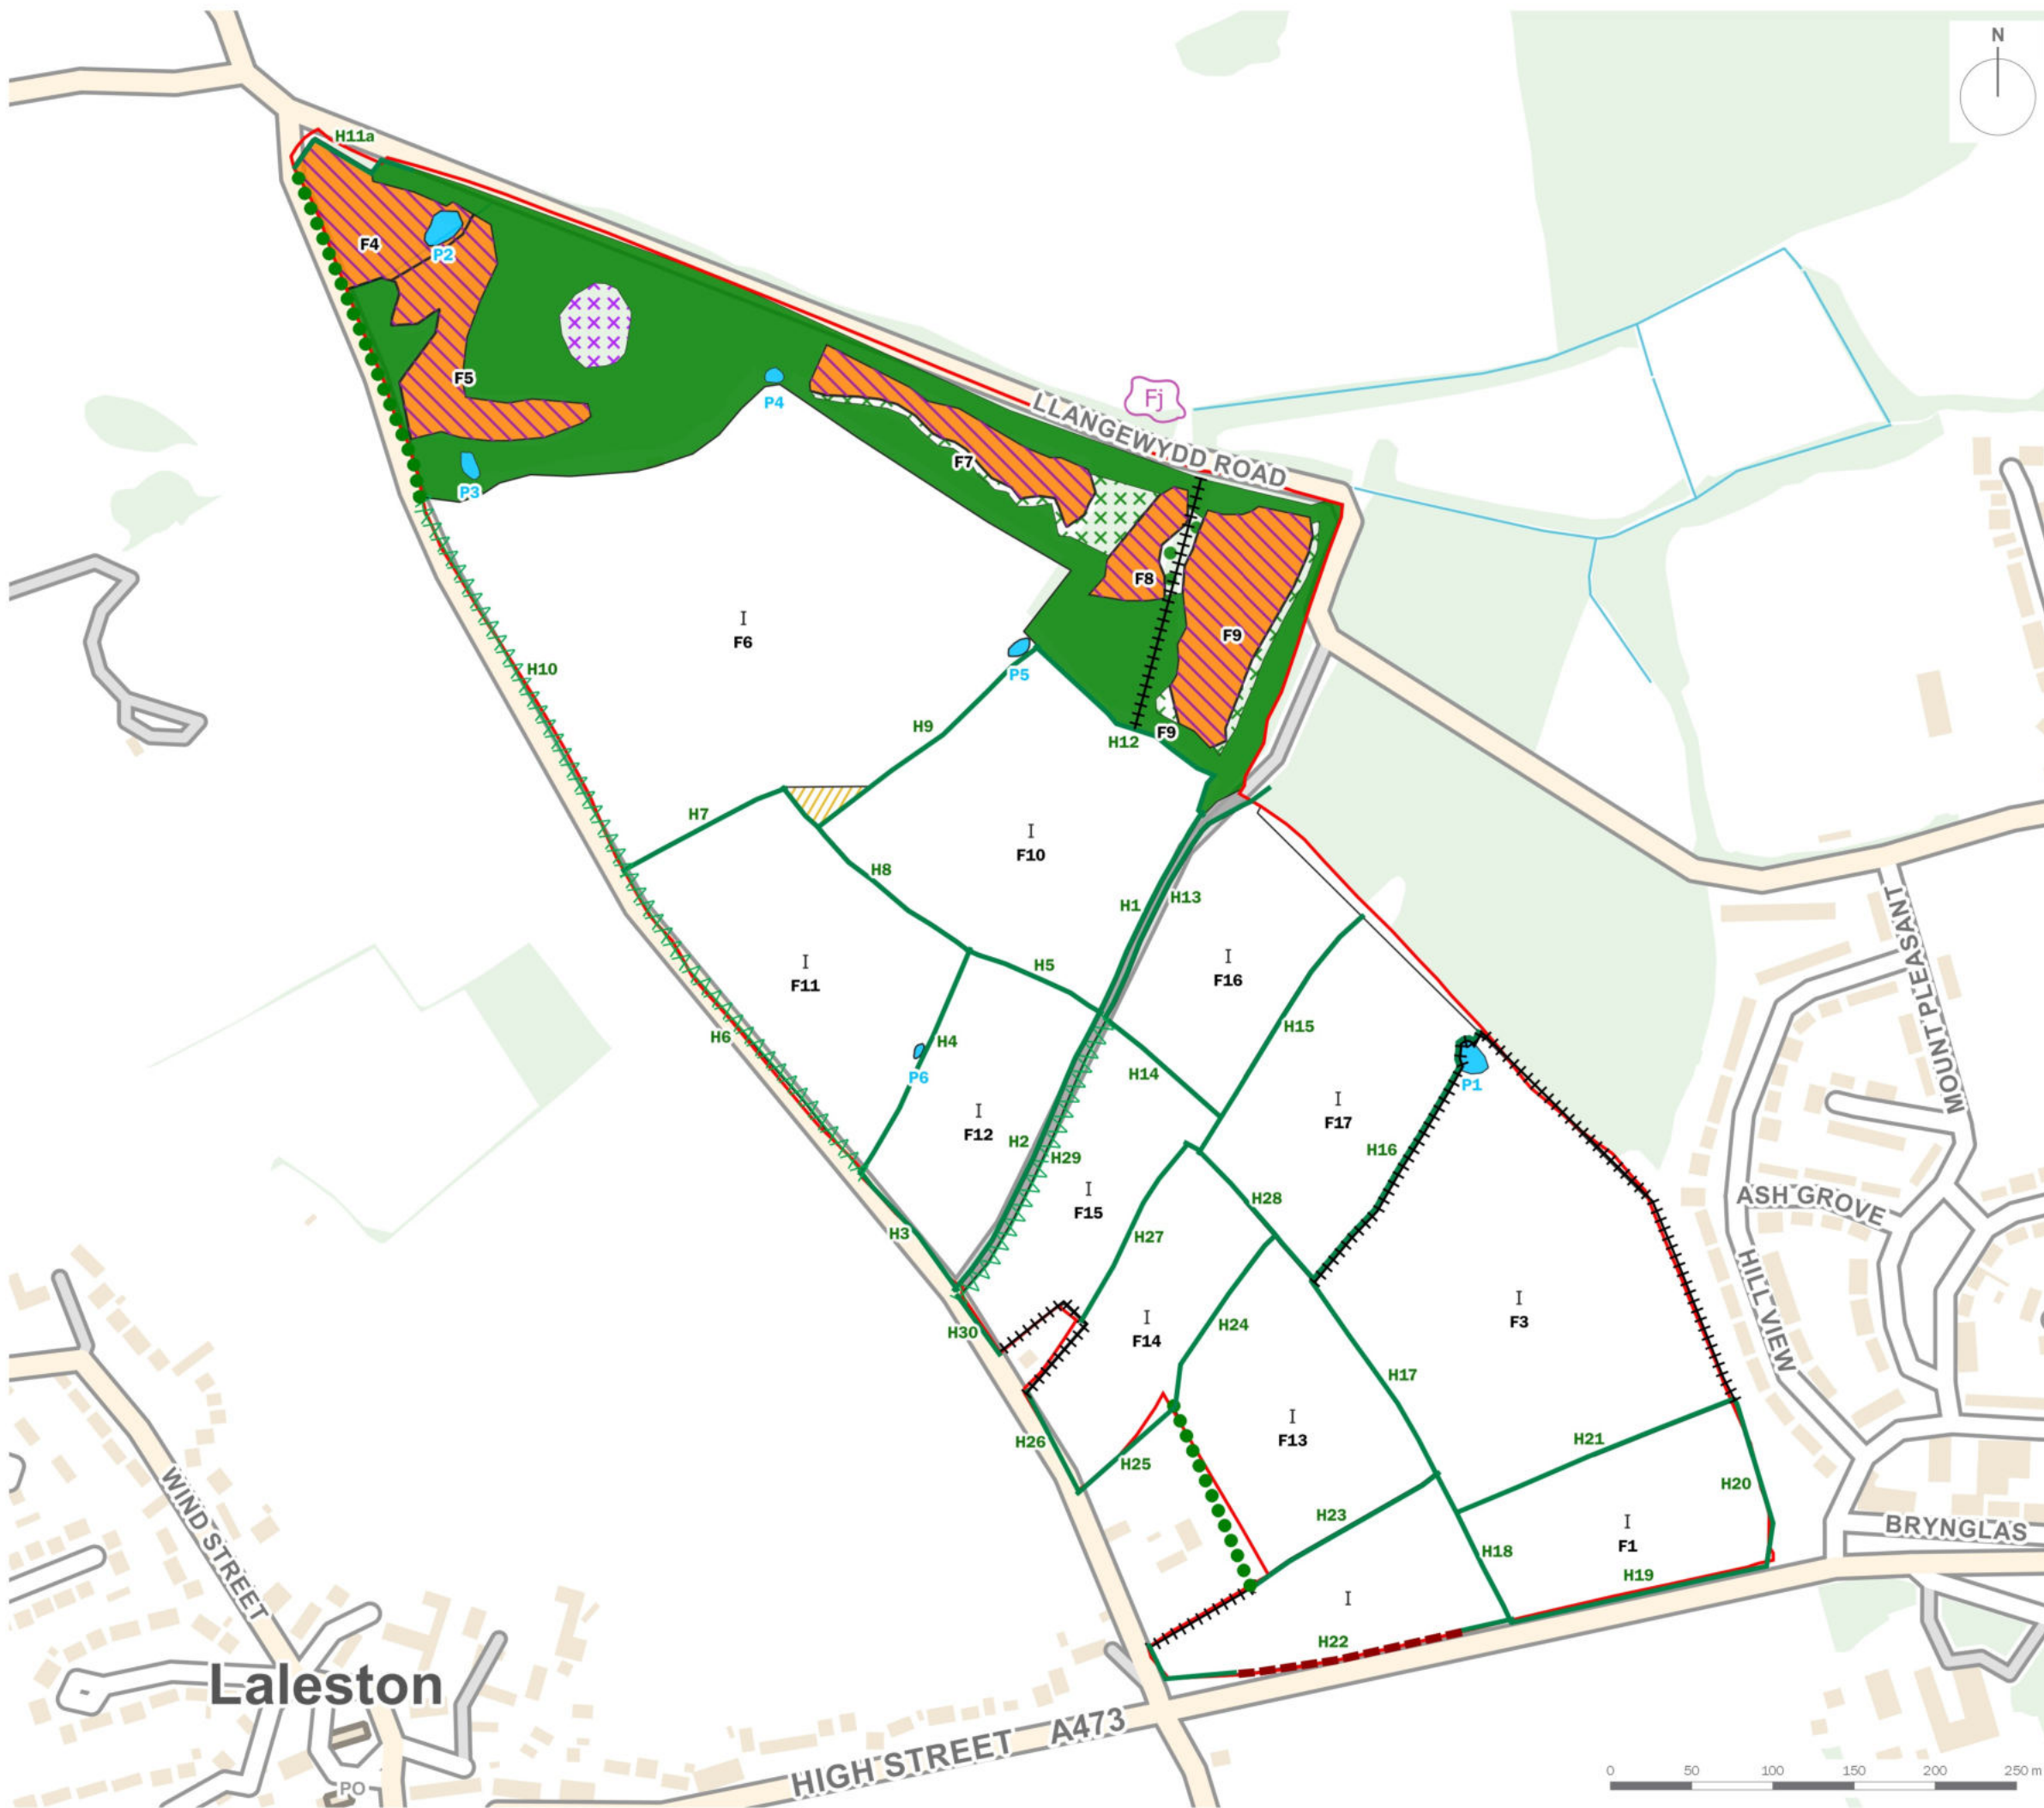 N
H11a
F4
P2
F5
P3
P4
F7
Fj
LLANGEWYDD ROAD
F8
F9
I
F6
H10
P5
H9
H12
F9
H7
I
F10
H8
H1
H13
I
F11
H5
I
F16
MOUNT PLEASANT
H6
H4
P6
H15
H14
P1
I
F12
H2
H29
I
F17
H16
I
F15
H28
ASH GROVE
H3
H27
HILL VIEW
H30
I
F14
H24
I
F3
H17
H26
H25
I
F13
H21
H20
WIND STREET
H23
H18
I
F1
BRYNGLAS
H19
I
H22
Laleston
HIGH STREET A473
PO
0 50 100 150 200 250 m